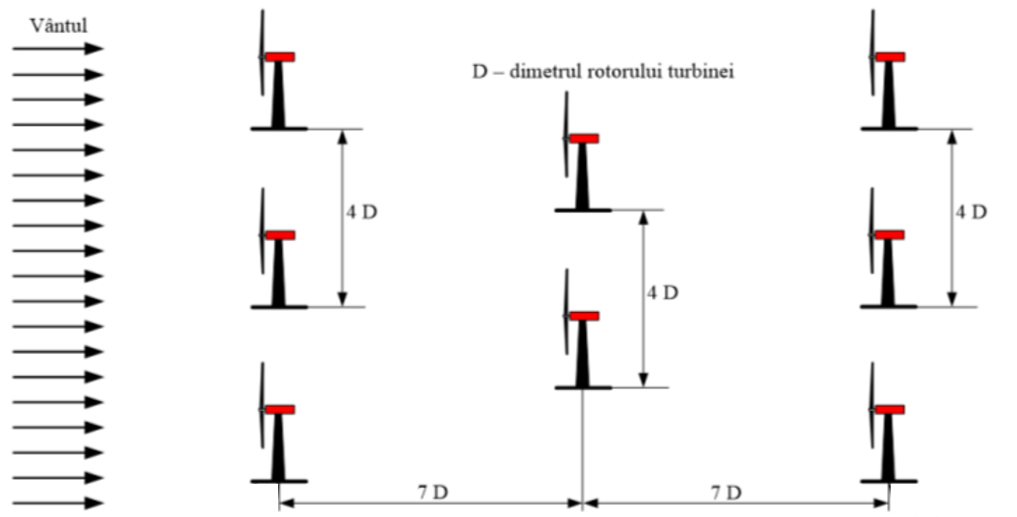 Vântul
D – dimetrul rotorului turbinei
4 D
4 D
4 D
7 D
7 D